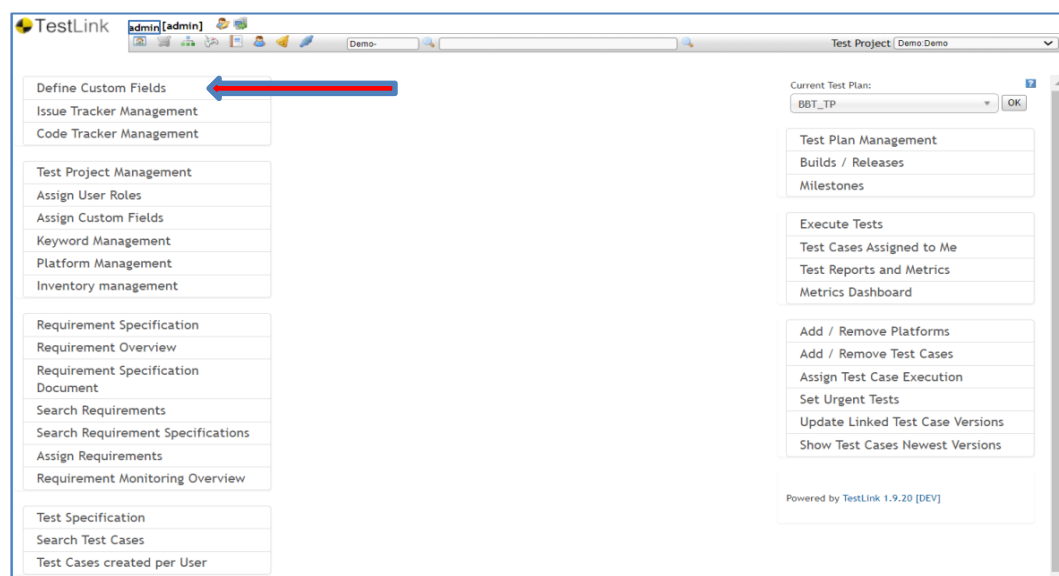 TestLink
admin [admin]
Demo-
Test Project Demo:Demo
Define Custom Fields
Issue Tracker Management
Code Tracker Management
Test Project Management
Assign User Roles
Assign Custom Fields
Keyword Management
Platform Management
Inventory management
Requirement Specification
Requirement Overview
Requirement Specification
Document
Search Requirements
Search Requirement Specifications
Assign Requirements
Requirement Monitoring Overview
Test Specification
Search Test Cases
Test Cases created per User
Current Test Plan:
?
BBT_TP
OK
Test Plan Management
Builds / Releases
Milestones
Execute Tests
Test Cases Assigned to Me
Test Reports and Metrics
Metrics Dashboard
Add / Remove Platforms
Add / Remove Test Cases
Assign Test Case Execution
Set Urgent Tests
Update Linked Test Case Versions
Show Test Cases Newest Versions
Powered by TestLink 1.9.20 [DEV]